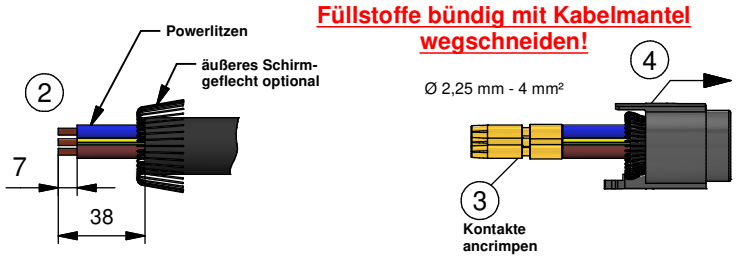 Füllstoffe bündig mit Kabelmantel
wegschneiden!
Powerlitzen
äußeres Schirm-
geflecht optional
2
7
38
Ø 2,25 mm - 4 mm²
4
3
Kontakte
ancrimpen